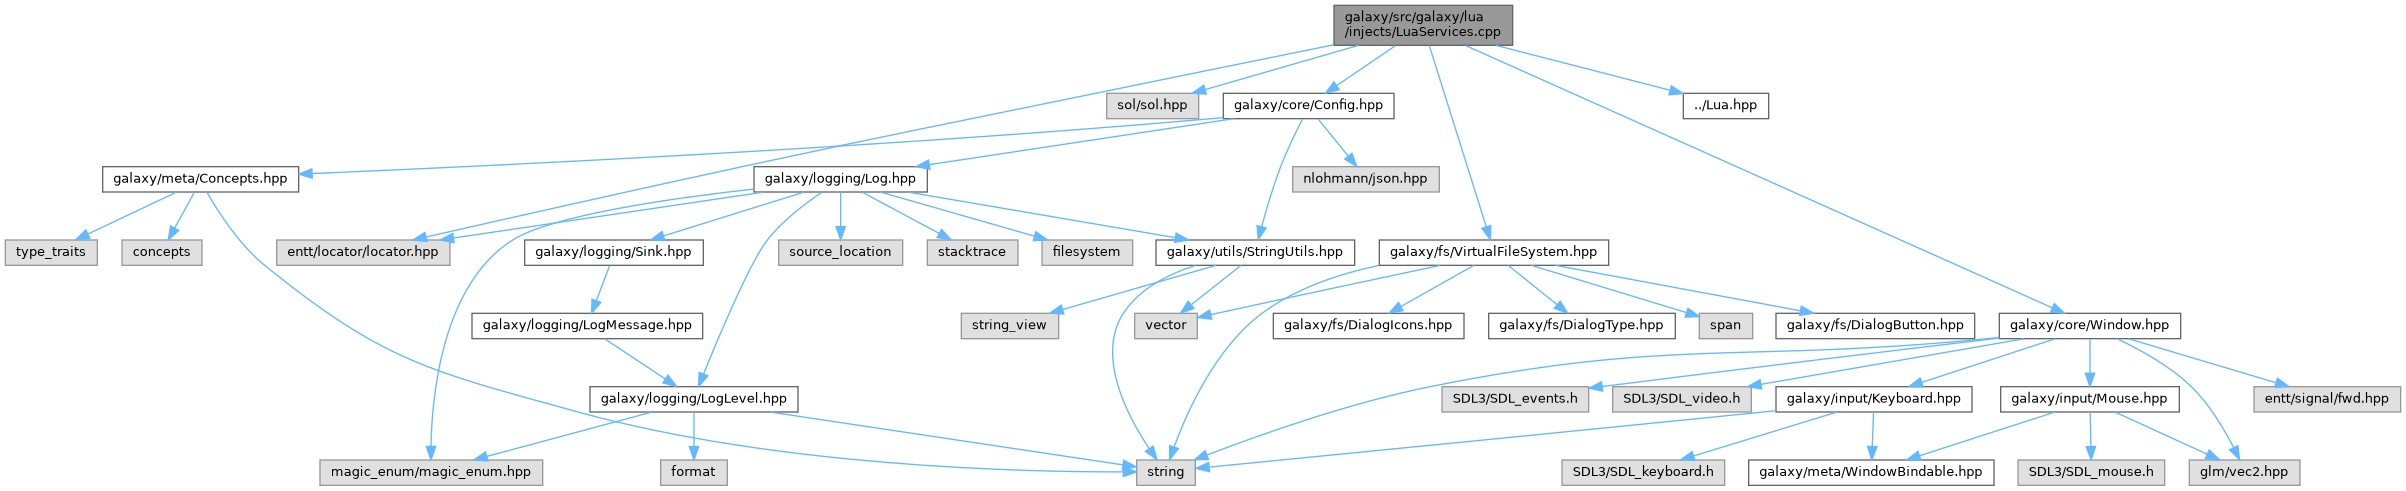 galaxy/src/galaxy/lua
/injects/LuaServices.cpp
sol/sol.hpp
galaxy/core/Config.hpp
../Lua.hpp
galaxy/meta/Concepts.hpp
galaxy/logging/Log.hpp
nlohmann/json.hpp
type_traits
concepts
entt/locator/locator.hpp
galaxy/logging/Sink.hpp
source_location
stacktrace
filesystem
galaxy/utils/StringUtils.hpp
galaxy/fs/VirtualFileSystem.hpp
galaxy/logging/LogMessage.hpp
string_view
vector
galaxy/fs/DialogIcons.hpp
galaxy/fs/DialogType.hpp
span
galaxy/fs/DialogButton.hpp
galaxy/core/Window.hpp
galaxy/logging/LogLevel.hpp
SDL3/SDL_events.h
SDL3/SDL_video.h
galaxy/input/Keyboard.hpp
galaxy/input/Mouse.hpp
entt/signal/fwd.hpp
magic_enum/magic_enum.hpp
format
string
SDL3/SDL_keyboard.h
galaxy/meta/WindowBindable.hpp
SDL3/SDL_mouse.h
glm/vec2.hpp